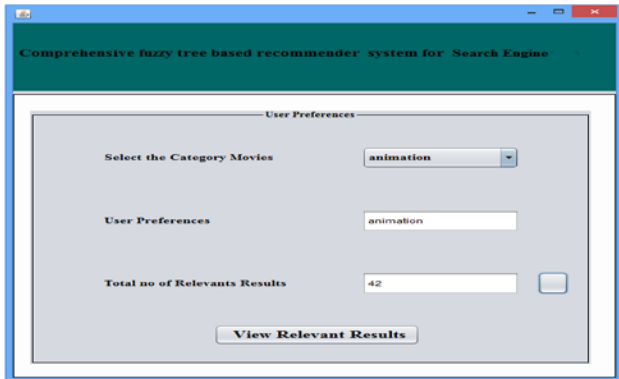 Comprehensive fuzzy tree based recommender system for Search Engine
User Preferences
Select the Category Movies
animation
User Preferences
animation
Total no of Relevants Results
42
View Relevant Results